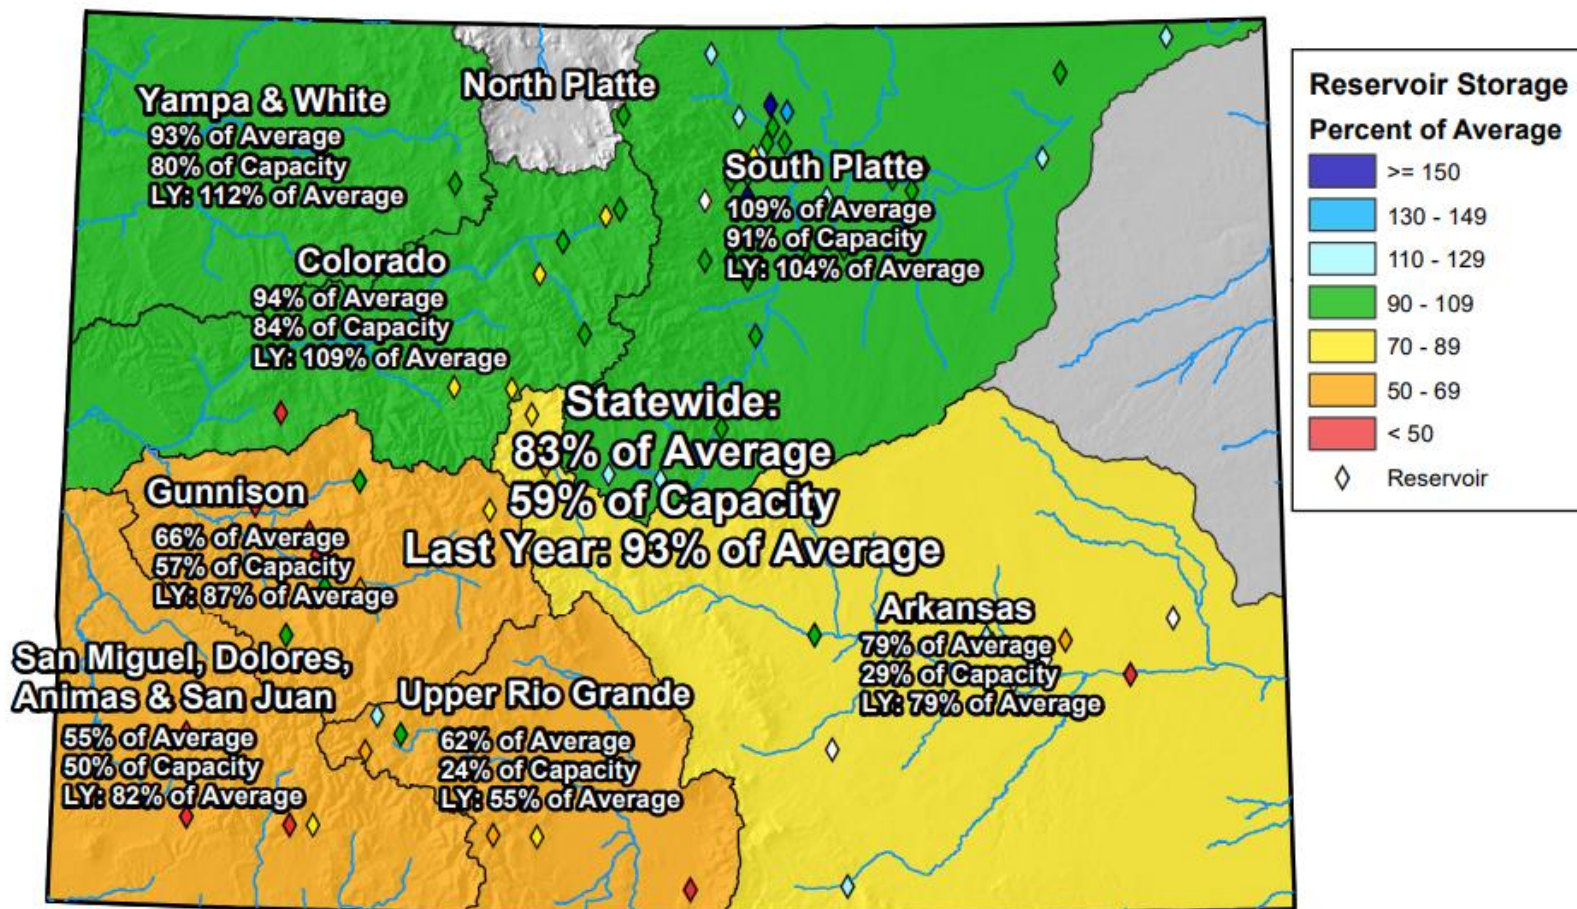 North Platte
Yampa & White
93% of Average
80% of Capacity
LY: 112% of Average
South Platte
109% of Average
91% of Capacity
LY: 104% of Average
Colorado
94% of Average
84% of Capacity
LY: 109% of Average
Statewide:
83% of Average
59% of Capacity
Last Year: 93% of Average
Gunnison
66% of Average
57% of Capacity
LY: 87% of Average
Arkansas
79% of Average
29% of Capacity
LY: 79% of Average
San Miguel, Dolores,
Animas & San Juan
55% of Average
50% of Capacity
LY: 82% of Average
Upper Rio Grande
62% of Average
24% of Capacity
LY: 55% of Average
Reservoir Storage
Percent of Average
>= 150
130 - 149
110 - 129
90 - 109
70 - 89
50 - 69
< 50
Reservoir